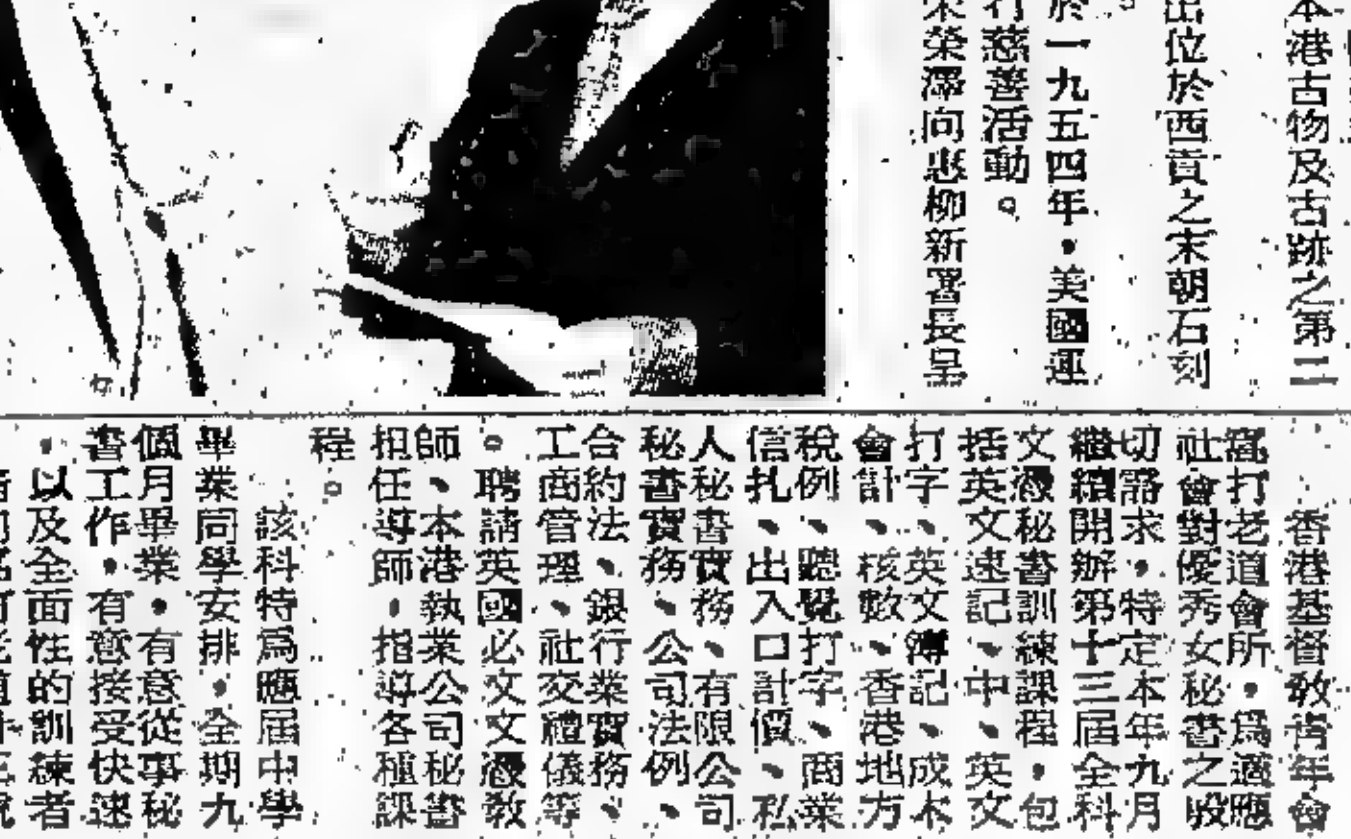 本港古物及古跡之第二
出位於西貢之宋朝石刻
於一九五四年，美國運
行慈善活動。
榮澤向惠柳新署長呈
香港基督教青年會
窩打老道會所，爲適應
社會對優秀女秘書之殷
切需求，特定本年九月
繼續開辦第十三屆全科
文憑秘書訓練課程，包
括英文速記、中、英文
打字、英文簿記、成本
會計、核數、香港地方
稅例、聽覺打字、商業
信札、出入口計價、私
人秘書實務、有限公司
秘書實務、公司法例、
合約法、銀行業實務、
工商管理、社交禮儀等
。聘請英國必文文憑敎
師、本港執業公司秘書
担任導師，指導各種課
程。
該科特爲應屆中學
畢業同學安排，全期九
個月畢業，有意從事秘
書工作，有意接受快速
，以及全面性的訓練者